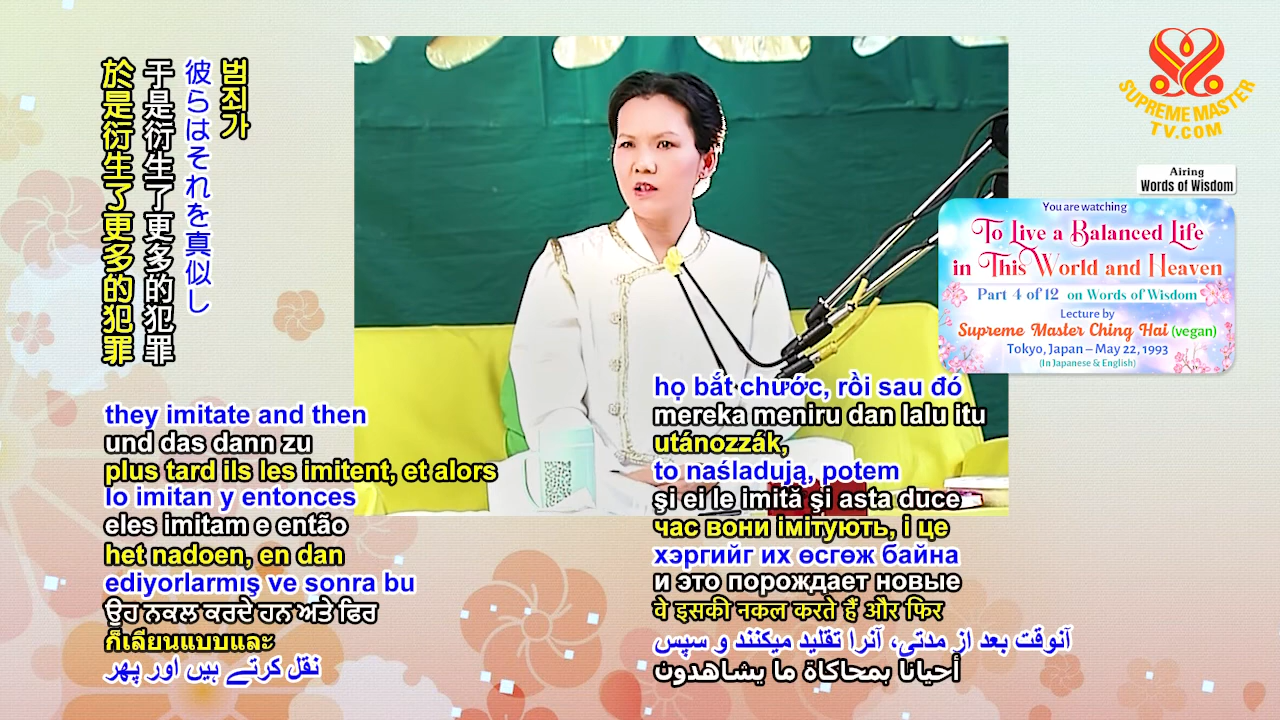 於是衍生了更多的犯罪
于是衍生了更多的犯罪
彼らはそれを真似し
범죄가
they imitate and then
und das dann zu
plus tard ils les imitent, et alors
lo imitan y entonces
eles imitam e então
het nadoen, en dan
ediyorlarmış ve sonra bu
ਉਹ ਨਕਲ ਕਰਦੇ ਹਨ ਅਤੇ ਫਿਰ
ก็เลียนแบบและ
نقل کرتے ہیں اور پھر
họ bắt chước, rồi sau đó
mereka meniru dan lalu itu
utánozzák,
to naśladują, potem
şi ei le imită şi asta duce
час вони імітують, і це
хэргийг их өсгөж байна
и это порождает новые
वे इसकी नकल करते हैं और फिर
آنوقت بعد از مدتی، آنرا تقلید میکنند و سپس
أحيانا بمحاكاة ما يشاهدون
SUPREME MASTER
TV.COM
Airing
Words of Wisdom
You are watching
To Live a Balanced Life
in This World and Heaven
Part 4 of 12 on Words of Wisdom
Lecture by
Supreme Master Ching Hai (vegan)
Tokyo, Japan – May 22, 1993
(In Japanese & English)